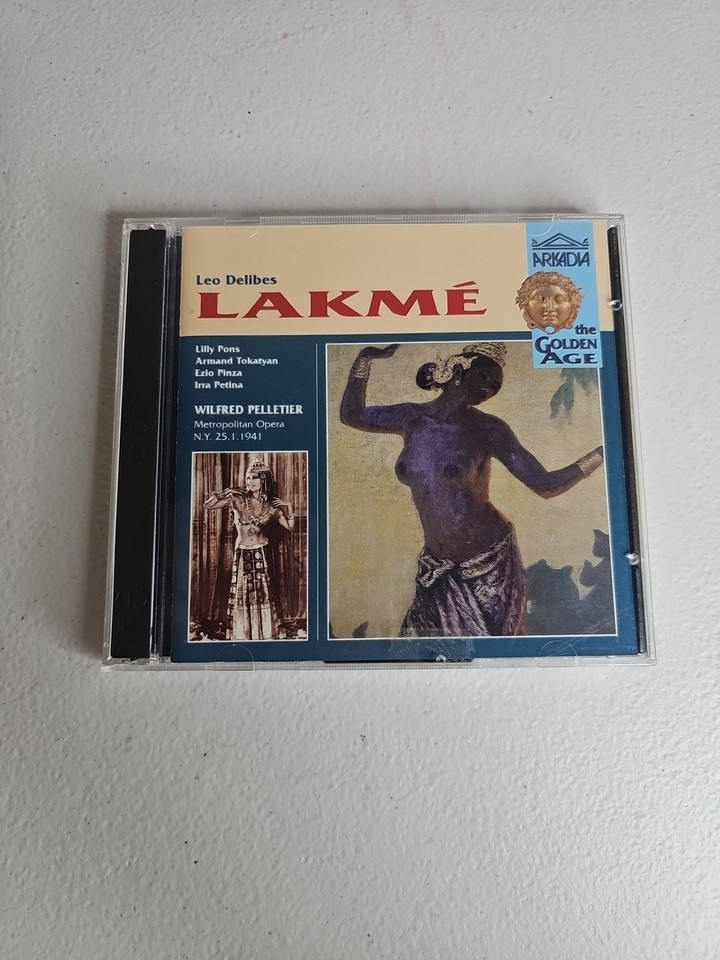 Leo Delibes
LAKMÉ
ARKADIA
the
GOLDEN
AGE
Lilly Pons
Armand Tokatyan
Ezio Pinza
Irra Petina
WILFRED PELLETIER
Metropolitan Opera
N.Y. 25.1.1941